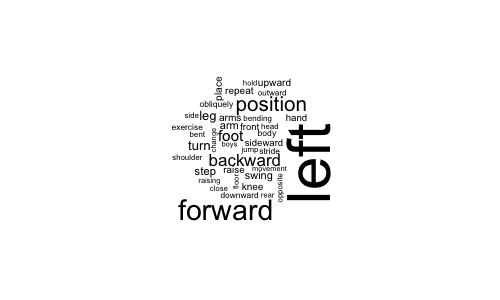 place
hold upward
repeat outward
obliquely position
side leg arms bending hand
exercise arm front head
bent change foot body
turn boys sideward
jump stride
shoulder backward
step raise movement
raising floor swing
close knee opposite
downward rear
forward
left